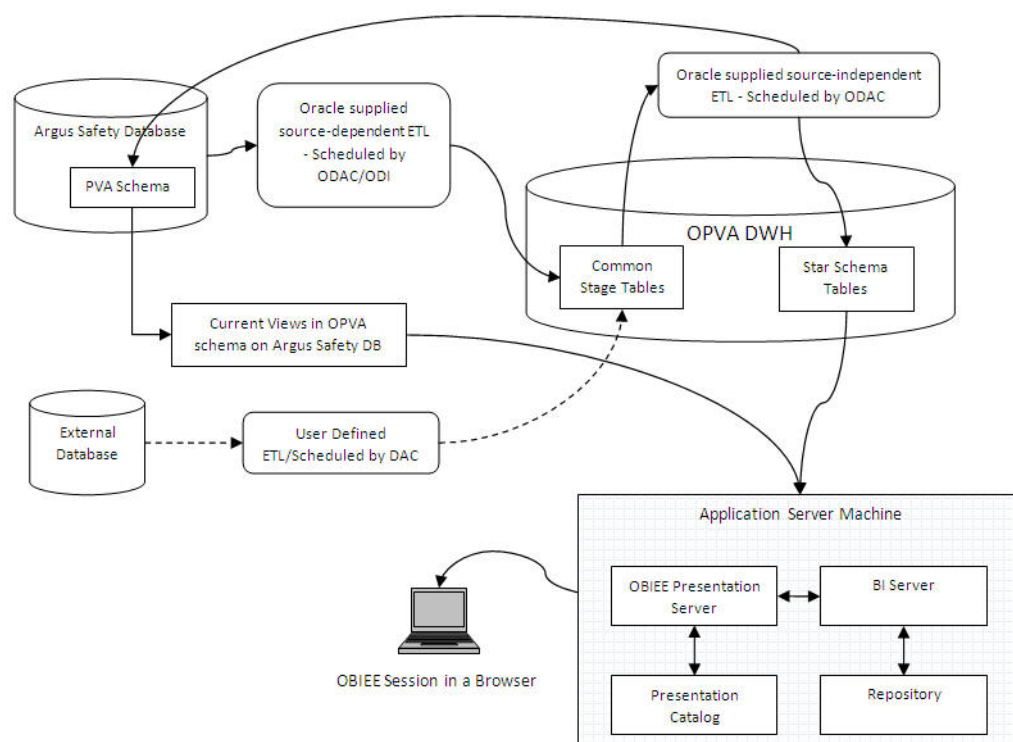 Argus Safety Database
PVA Schema
Oracle supplied
source-dependent ETL
- Scheduled by
ODAC/ODI
Oracle supplied source-independent
ETL - Scheduled by ODAC
OPVA DWH
Common
Stage Tables
Star Schema
Tables
Current Views in OPVA
schema on Argus Safety DB
External
Database
User Defined
ETL/Scheduled by DAC
Application Server Machine
OBIEE Presentation
Server
BI Server
Presentation
Catalog
Repository
OBIEE Session in a Browser